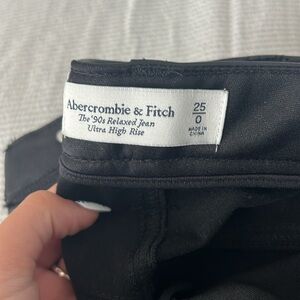 Abercrombie & Fitch
The '90s Relaxed Jean
Ultra High Rise
25
0
MADE IN
CHINA